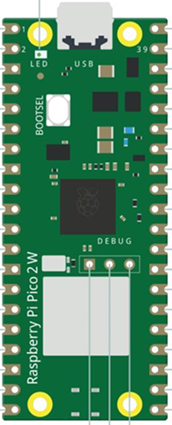 1
2
39
LED
USB
BOOTSEL
DEBUG
Raspberry Pi Pico 2 W